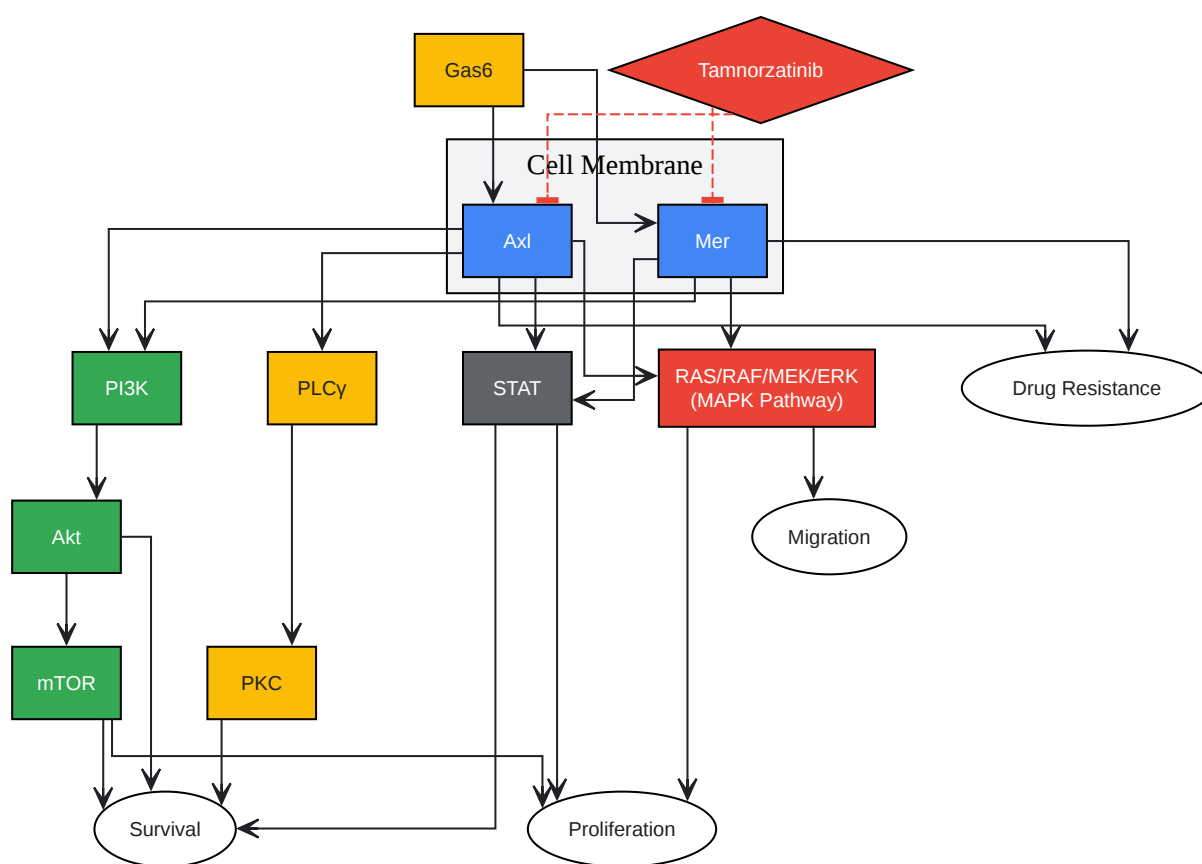 Gas6
Tamnorzatinib
Cell Membrane
Axl
Mer
PI3K
PLCγ
STAT
RAS/RAF/MEK/ERK
(MAPK Pathway)
Drug Resistance
Akt
Migration
mTOR
PKC
Survival
Proliferation